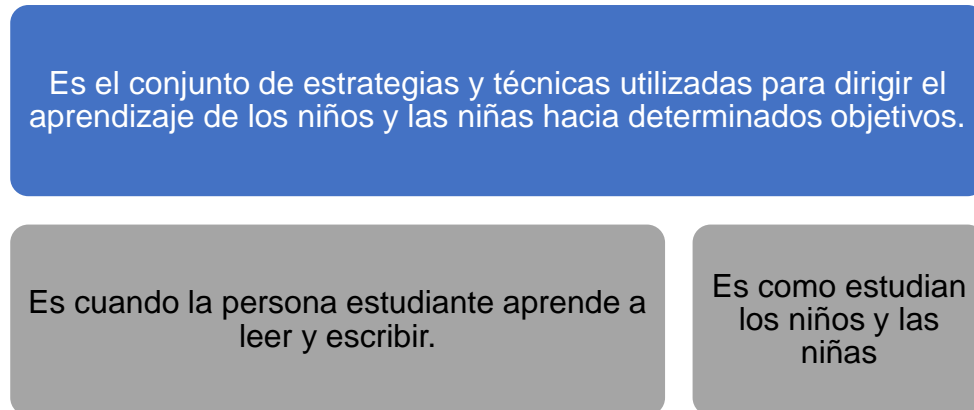 Es el conjunto de estrategias y técnicas utilizadas para dirigir el
aprendizaje de los niños y las niñas hacia determinados objetivos.
Es cuando la persona estudiante aprende a
leer y escribir.
Es como estudian
los niños y las
niñas